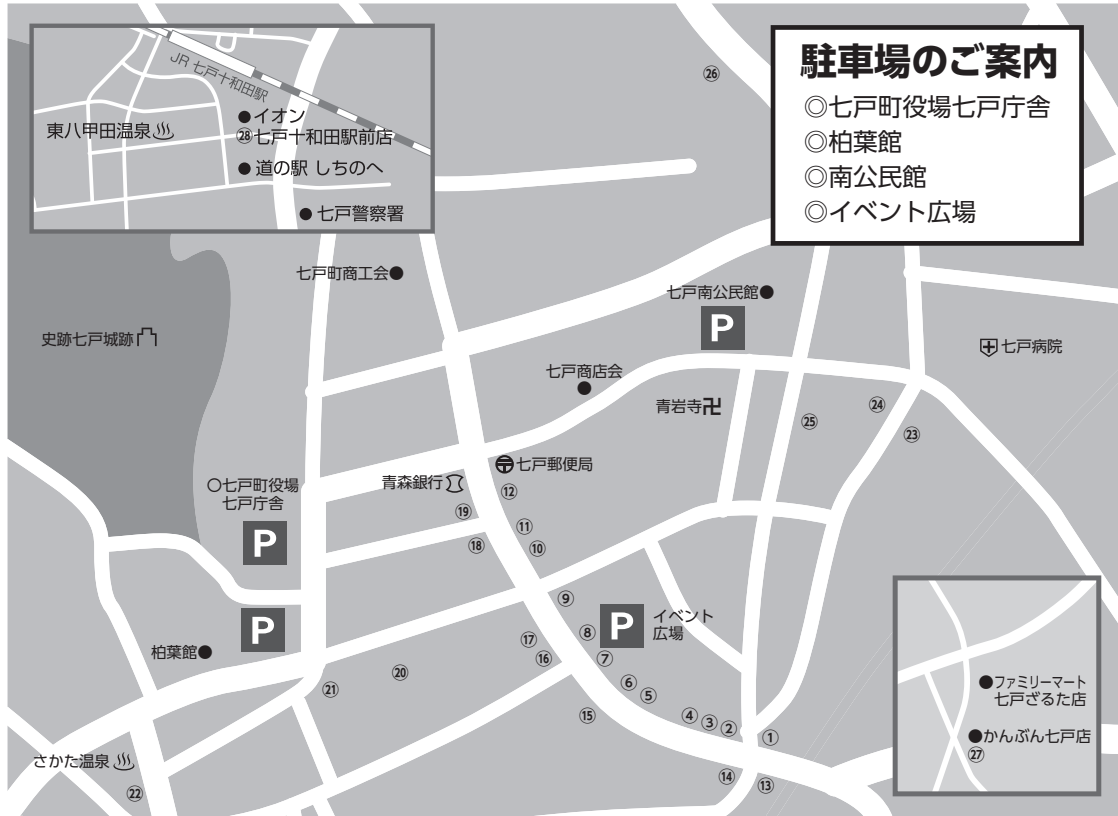 駐車場のご案内
◎七戸町役場七戸庁舎
◎柏葉館
◎南公民館
◎イベント広場
JR 七戸十和田駅
●イオン
㉘七戸十和田駅前店
東八甲田温泉♨
● 道の駅 しちのへ
● 七戸警察署
㉖
七戸町商工会●
七戸南公民館●
P
史跡七戸城跡
七戸病院
七戸商店会
●
青岩寺卍
㉔
㉕
㉓
〶七戸郵便局
青森銀行
○七戸町役場
七戸庁舎
P
⑫
⑲
⑪
⑱
⑩
⑨
P
イベント
広場
P
⑧
⑰
⑦
⑯
柏葉館●
⑳
㉑
⑥
⑤
⑮
④
③
②
①
●ファミリーマート
七戸ざるた店
●かんぶん七戸店
㉗
さかた温泉♨
㉒
⑭
⑬